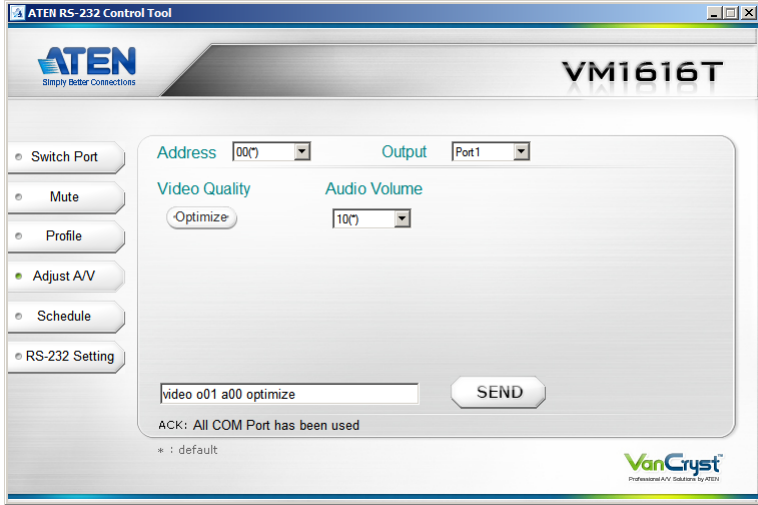 ATEN RS-232 Control Tool
ATEN
Simply Better Connections
VM1616T
Switch Port
Mute
Profile
Adjust A/V
Schedule
RS-232 Setting
Address 00(*) Output Port1
Video Quality Audio Volume
Optimize 10(*)
video o01 a00 optimize SEND
ACK: All COM Port has been used
* : default
VanCryst™
Professional A/V Solutions by ATEN